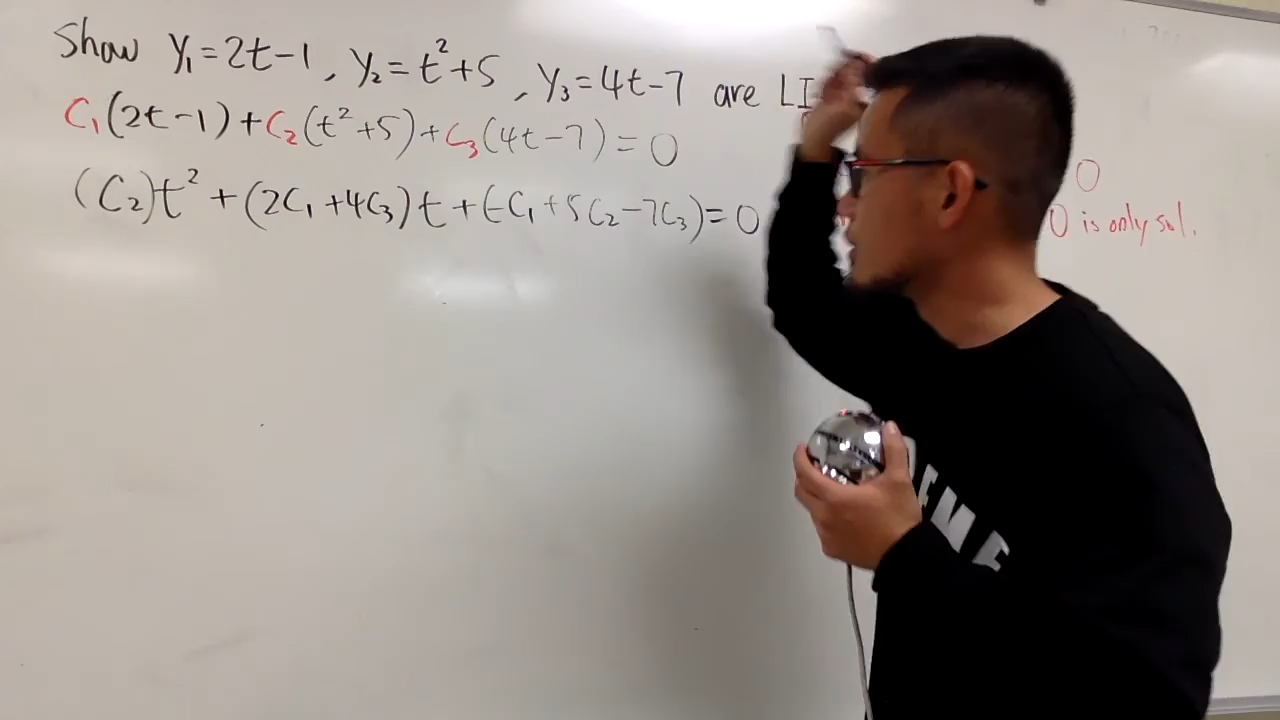 Show y₁ = 2t - 1, y₂ = t² + 5, y₃ = 4t - 7 are LI
C₁(2t - 1) + C₂(t² + 5) + C₃(4t - 7) = 0
0
(C₂)t² + (2C₁ + 4C₃)t + (-C₁ + 5C₂ - 7C₃) = 0
0 is only sol.